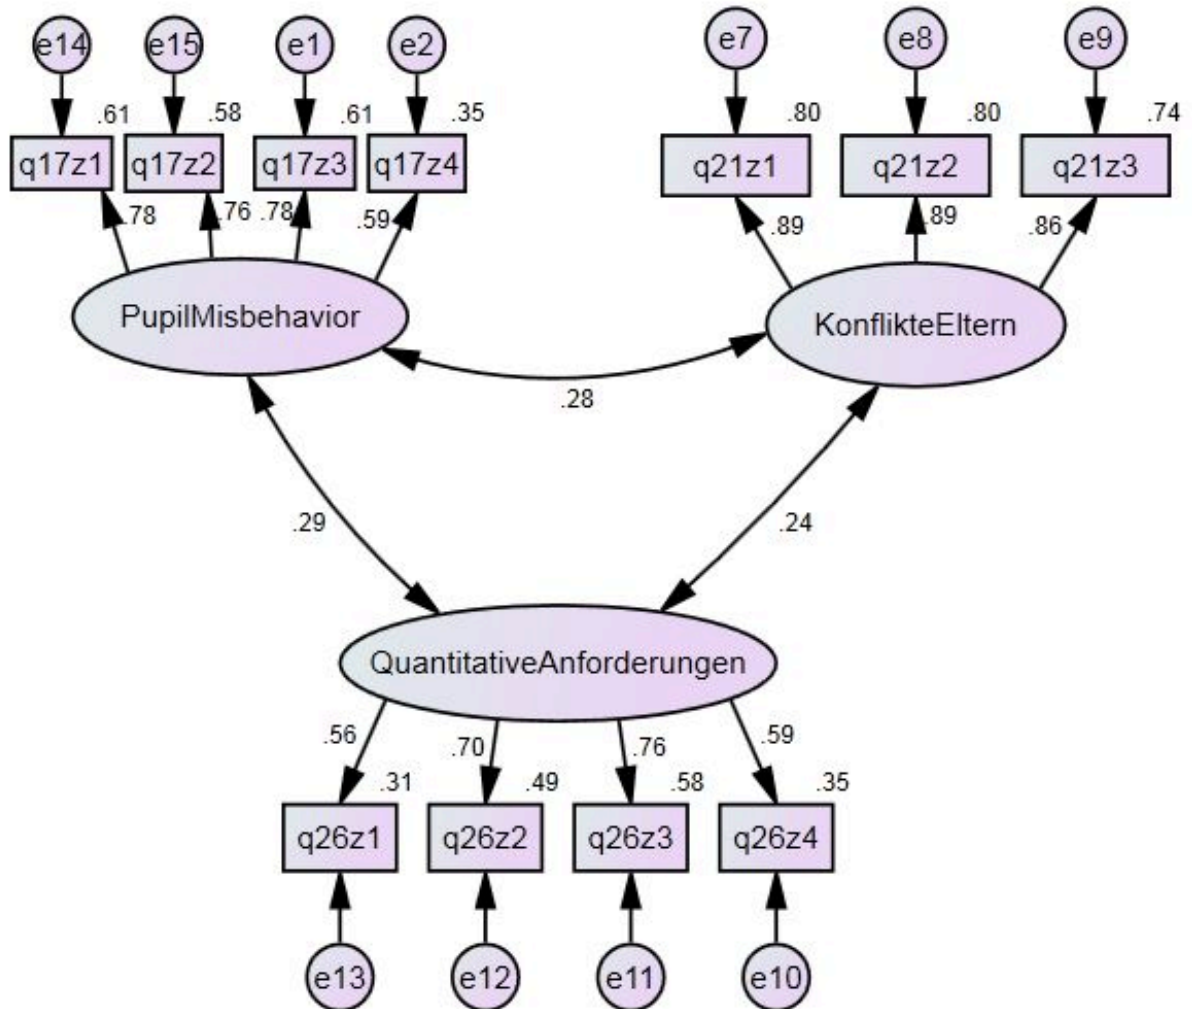 e14 e15 e1 e2 e7 e8 e9
.61 .58 .61 .35 .80 .80 .74
q17z1 q17z2 q17z3 q17z4 q21z1 q21z2 q21z3
.78 .76 .78 .59 .89 .89 .86
PupilMisbehavior KonflikteEltern
.28
.29 .24
QuantitativeAnforderungen
.56 .70 .76 .59
.31 .49 .58 .35
q26z1 q26z2 q26z3 q26z4
e13 e12 e11 e10